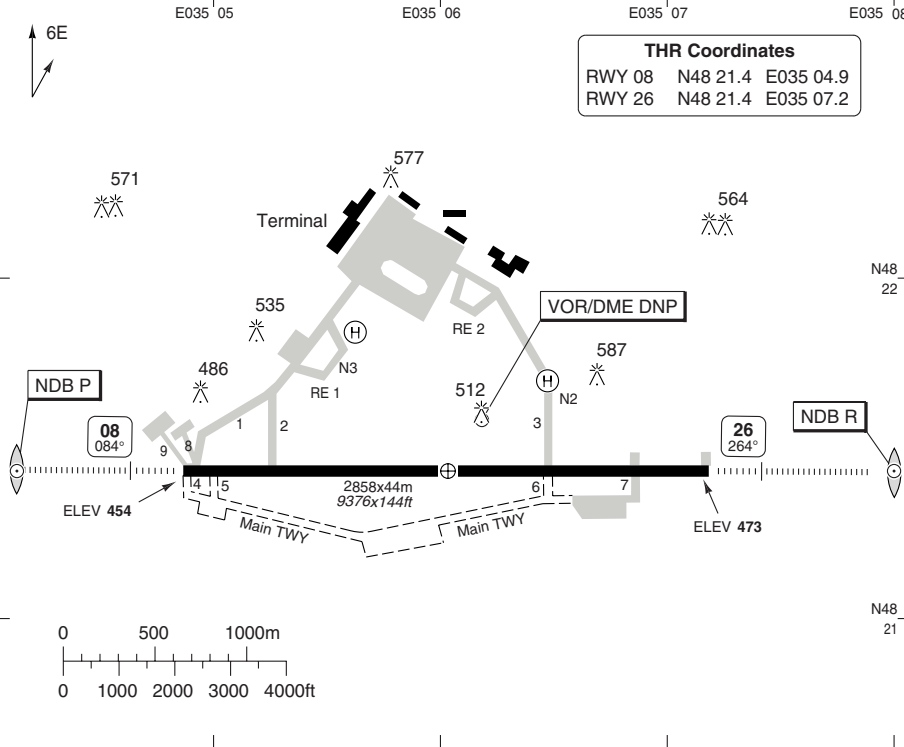 E035 05
E035 06
E035 07
E035 08
6E
THR Coordinates
RWY 08 N48 21.4 E035 04.9
RWY 26 N48 21.4 E035 07.2
577
571
564
Terminal
N48
22
535
VOR/DME DNP
H
RE 2
587
486
N3
H
NDB P
RE 1
512
N2
NDB R
08
084°
1
2
3
26
264°
9
8
4
5
2858x44m
9376x144ft
6
7
ELEV 454
Main TWY
Main TWY
ELEV 473
N48
21
0 500 1000m
0 1000 2000 3000 4000ft